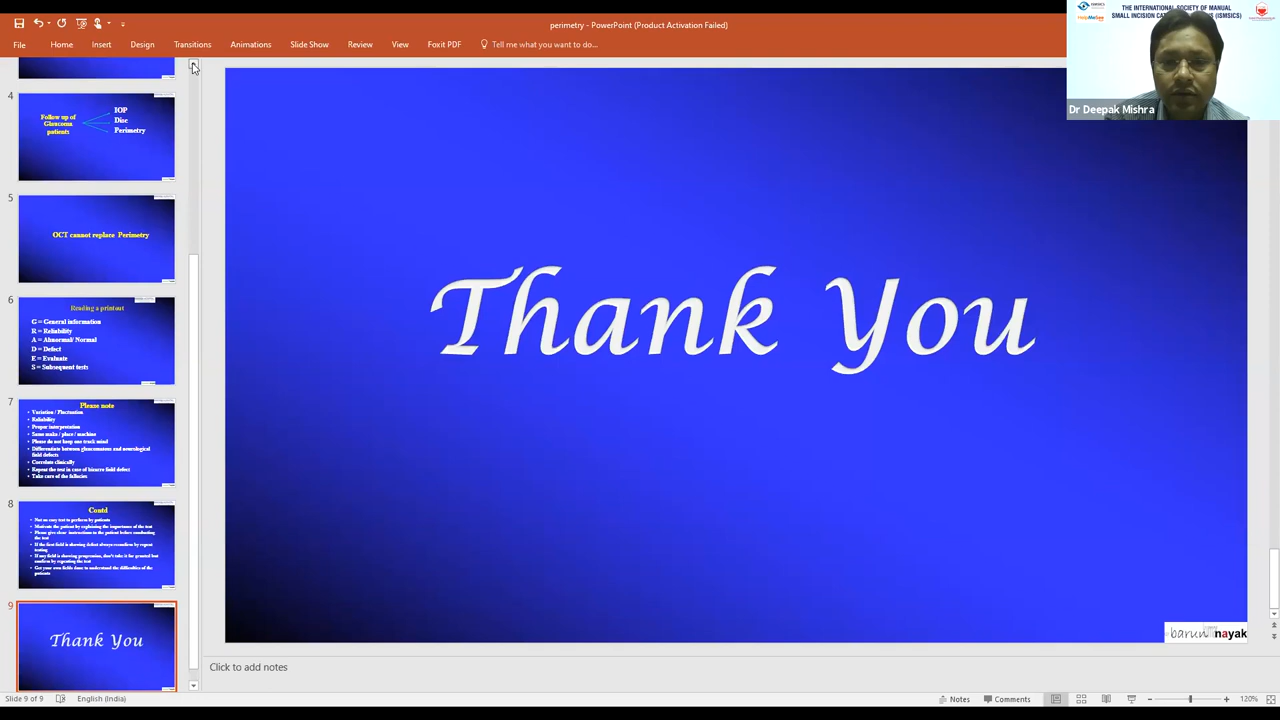 perimetry - PowerPoint (Product Activation Failed)
File Home Insert Design Transitions Animations Slide Show Review View Foxit PDF Tell me what you want to do...
THE INTERNATIONAL SOCIETY OF MANUAL
SMALL INCISION CA (ISMSICS)
Dr Deepak Mishra
4
Follow up of
Glaucoma
patients
IOP
Disc
Perimetry
5
OCT cannot replace Perimetry
6
Reading a printout
G = General information
R = Reliability
A = Abnormal/ Normal
D = Defect
E = Evaluate
S = Subsequent tests
7
Please note
• Variation / Fluctuation
• Reliability
• Proper interpretation
• Same make / place / machine
• Please do not keep one track mind
• Differentiate between glaucomatous and neurological
field defects
• Correlate clinically
• Repeat the test in case of bizarre field defect
• Take care of the fallacies
8
Contd
• Not an easy test to perform by patients
• Motivate the patient by explaining the importance of the test
• Please give clear instructions to the patient before conducting
the test
• If the first field is showing defect always reconfirm by repeat
testing
• If any field is showing progression, don't take it for granted but
confirm by repeating the test
• Get your own fields done to understand the difficulties of the
patients
9
Thank You
Thank You
barun nayak
Click to add notes
Slide 9 of 9 English (India) Notes Comments 120%